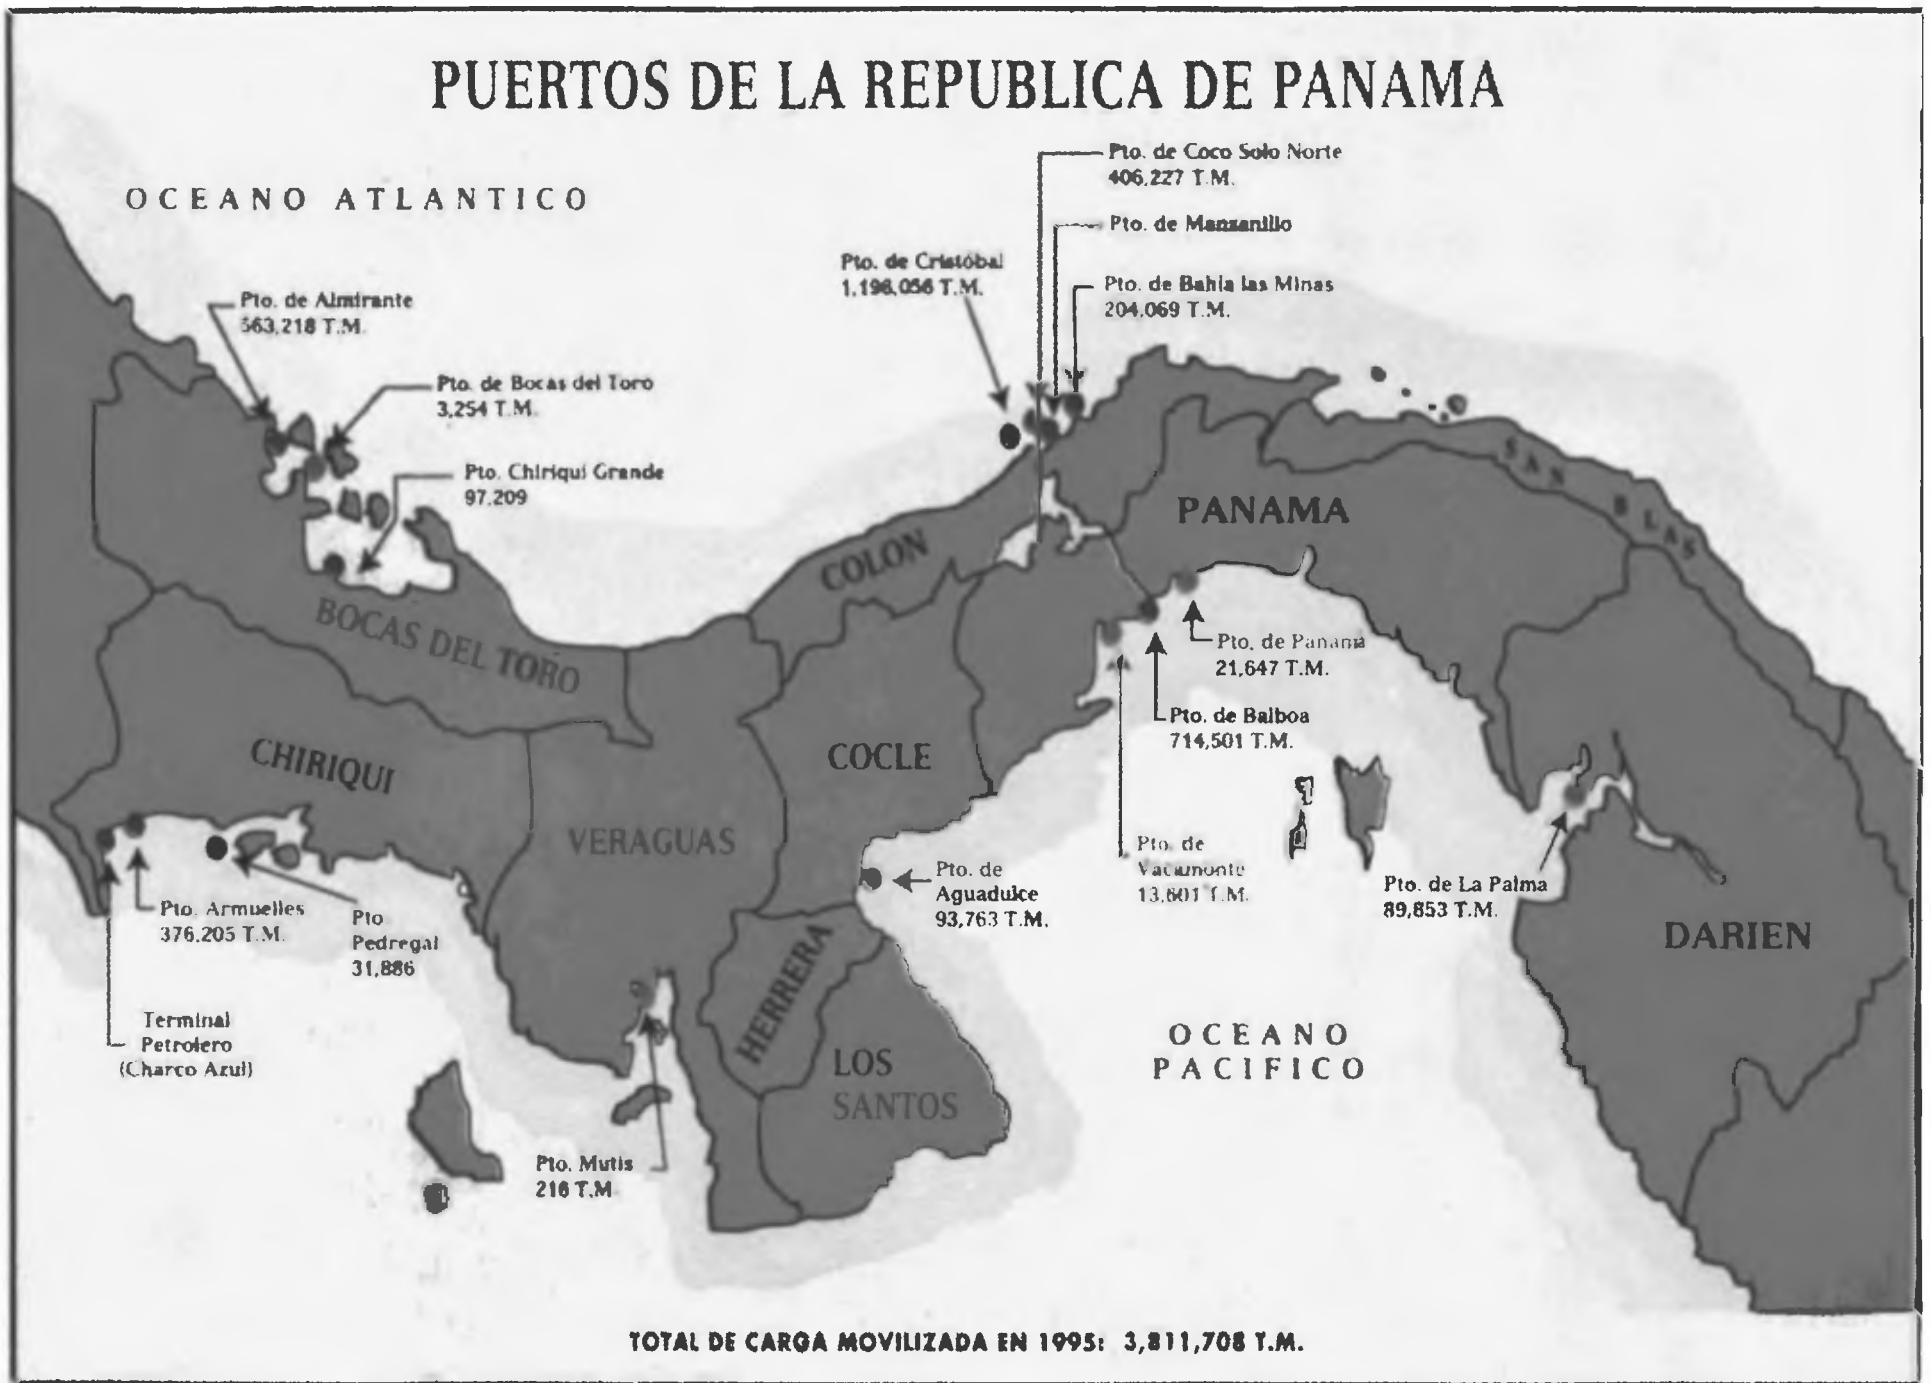 PUERTOS DE LA REPUBLICA DE PANAMA
OCEANO ATLANTICO
Pto. de Coco Solo Norte
406,227 T.M.
Pto. de Manzanillo
Pto. de Cristóbal
1,196,056 T.M.
Pto. de Bahía las Minas
204,069 T.M.
Pto. de Almirante
563,218 T.M.
Pto. de Bocas del Toro
3,254 T.M.
Pto. Chiriqui Grande
97,209
SAN BLAS
PANAMA
COLON
BOCAS DEL TORO
Pto. de Panamá
21,647 T.M.
Pto. de Balboa
714,501 T.M.
CHIRIQUI
COCLE
VERAGUAS
Pto. de
Vacamonte
13,601 T.M.
Pto. de
Aguadulce
93,763 T.M.
Pto. de La Palma
89,853 T.M.
Pto. Armuelles
376,205 T.M.
Pto
Pedregal
31,886
DARIEN
HERRERA
Terminal
Petrolero
(Charco Azul)
OCEANO
PACIFICO
LOS
SANTOS
Pto. Mutis
216 T.M.
TOTAL DE CARGA MOVILIZADA EN 1995: 3,811,708 T.M.